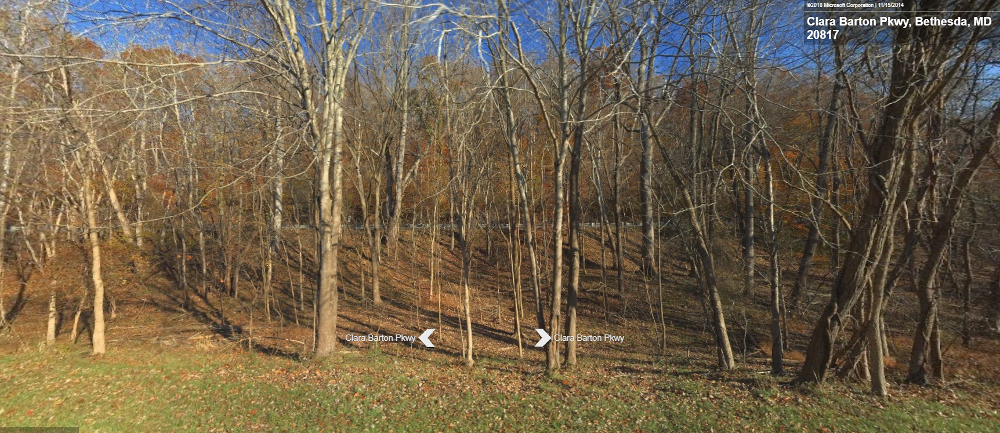 ©2018 Microsoft Corporation | 11/15/2014
Clara Barton Pkwy, Bethesda, MD
20817
Clara Barton Pkwy
Clara Barton Pkwy